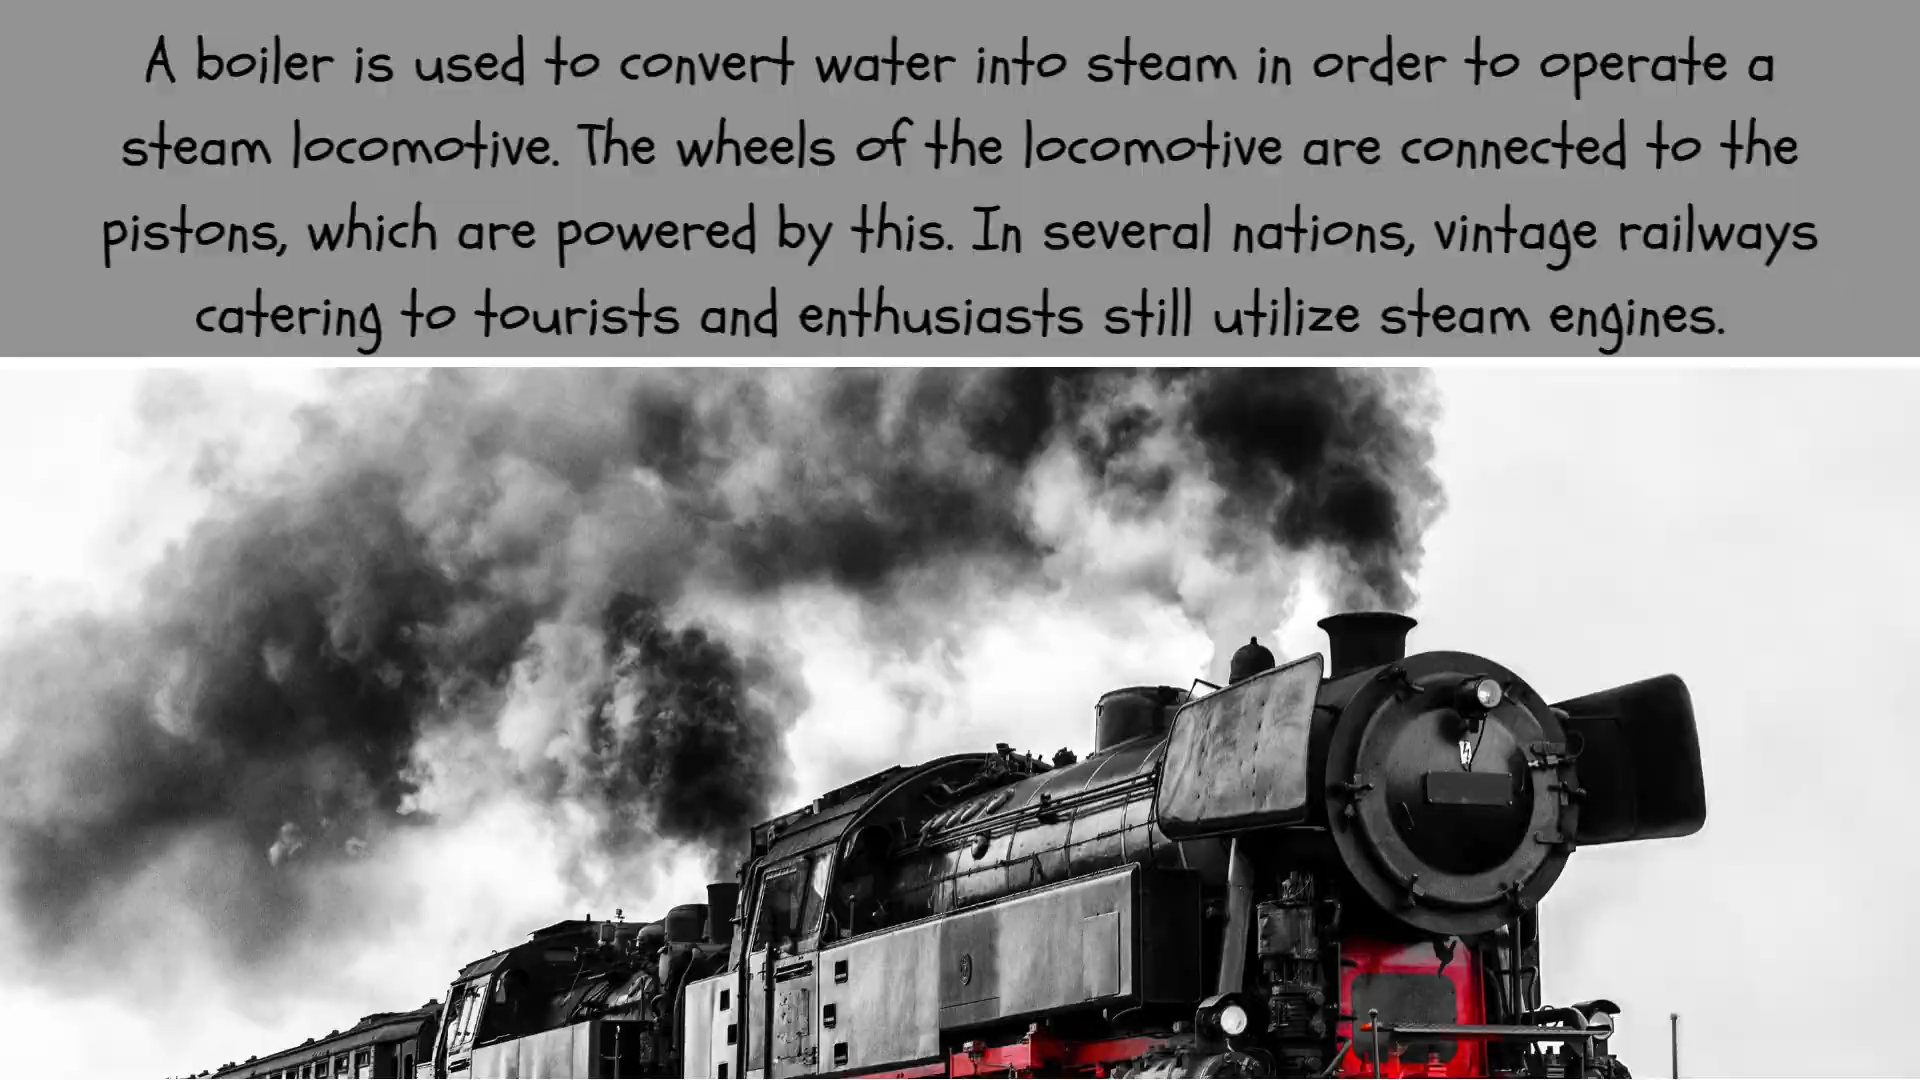 A boiler is used to convert water into steam in order to operate a
steam locomotive. The wheels of the locomotive are connected to the
pistons, which are powered by this. In several nations, vintage railways
catering to tourists and enthusiasts still utilize steam engines.